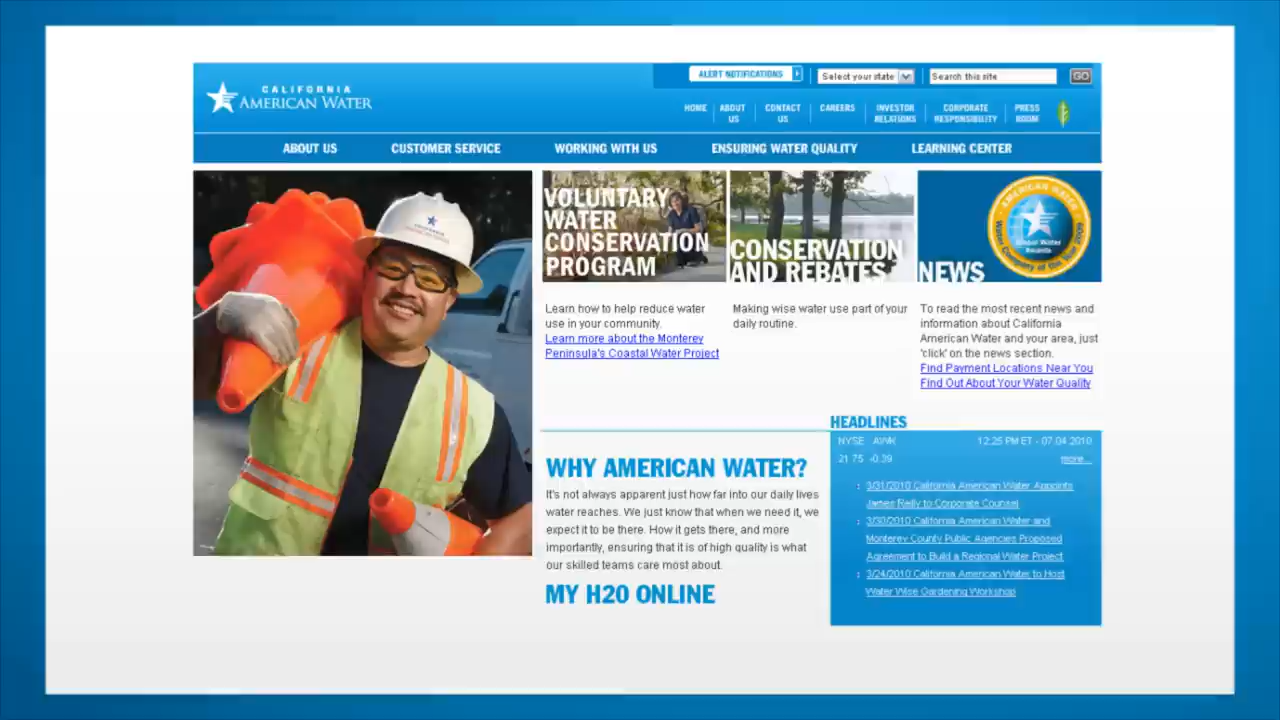 ALERT NOTIFICATIONS
Select your state
Search this site
GO
CALIFORNIA
AMERICAN WATER
HOME
ABOUT
US
CONTACT
US
CAREERS
INVESTOR
RELATIONS
CORPORATE
RESPONSIBILITY
PRESS
ROOM
ABOUT US
CUSTOMER SERVICE
WORKING WITH US
ENSURING WATER QUALITY
LEARNING CENTER
VOLUNTARY
WATER
CONSERVATION
PROGRAM
Learn how to help reduce water
use in your community.
Learn more about the Monterey
Peninsula's Coastal Water Project
CONSERVATION
AND REBATES
Making wise water use part of your
daily routine.
AMERICAN WATER
Global Water
Awards
Water Company of the Year
NEWS
To read the most recent news and
information about California
American Water and your area, just
'click' on the news section.
Find Payment Locations Near You
Find Out About Your Water Quality
WHY AMERICAN WATER?
It's not always apparent just how far into our daily lives
water reaches. We just know that when we need it, we
expect it to be there. How it gets there, and more
importantly, ensuring that it is of high quality is what
our skilled teams care most about.
MY H20 ONLINE
HEADLINES
NYSE AWK 12:25 PM ET - 07.04.2010
21.75 -0.39 more...
3/31/2010 California American Water Appoints
James Reilly to Corporate Counsel
3/30/2010 California American Water and
Monterey County Public Agencies Proposed
Agreement to Build a Regional Water Project
3/24/2010 California American Water to Host
Water Wise Gardening Workshop